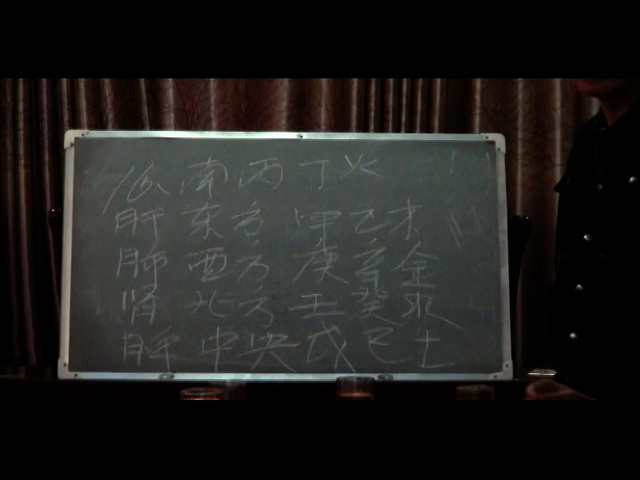 心 南 丙 丁 火
肝 东方 甲乙木
肺 西方 庚辛金
肾 北方 壬癸水
脾 中央 戊己土